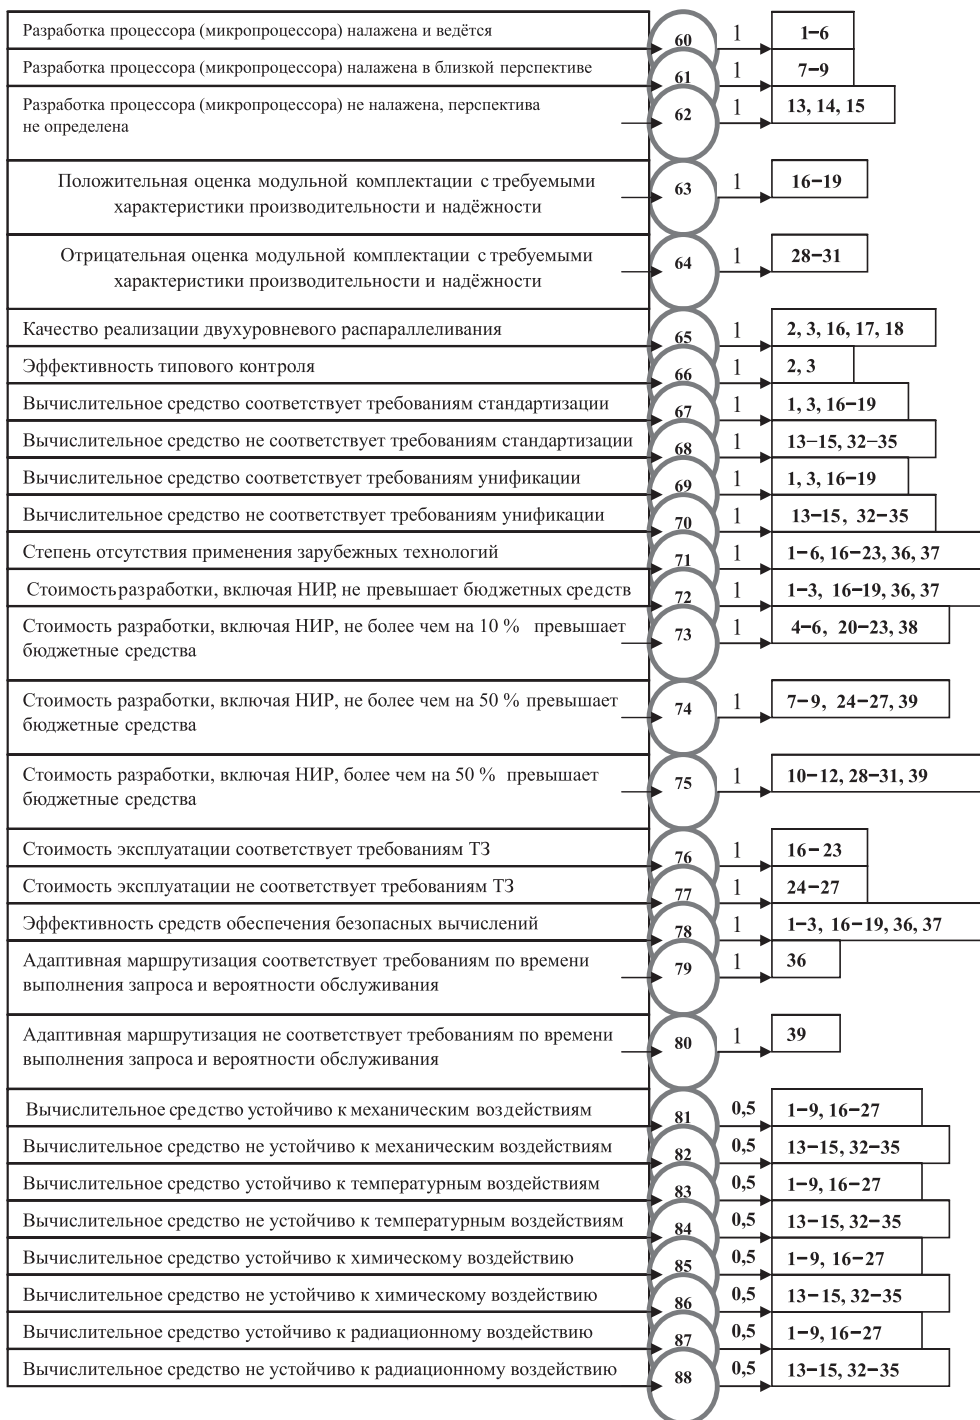 Разработка процессора (микропроцессора) налажена и ведётся 60 1 1–6
Разработка процессора (микропроцессора) налажена в близкой перспективе 61 1 7–9
Разработка процессора (микропроцессора) не налажена, перспектива 62 1 13, 14, 15
не определена
Положительная оценка модульной комплектации с требуемыми 63 1 16–19
характеристики производительности и надёжности
Отрицательная оценка модульной комплектации с требуемыми 64 1 28–31
характеристики производительности и надёжности
Качество реализации двухуровневого распараллеливания 65 1 2, 3, 16, 17, 18
Эффективность типового контроля 66 1 2, 3
Вычислительное средство соответствует требованиям стандартизации 67 1 1, 3, 16–19
Вычислительное средство не соответствует требованиям стандартизации 68 1 13–15, 32–35
Вычислительное средство соответствует требованиям унификации 69 1 1, 3, 16–19
Вычислительное средство не соответствует требованиям унификации 70 1 13–15, 32–35
Степень отсутствия применения зарубежных технологий 71 1 1–6, 16–23, 36, 37
Стоимость разработки, включая НИР, не превышает бюджетных средств 72 1 1–3, 16–19, 36, 37
Стоимость разработки, включая НИР, не более чем на 10 % превышает 73 1 4–6, 20–23, 38
бюджетные средства
Стоимость разработки, включая НИР, не более чем на 50 % превышает 74 1 7–9, 24–27, 39
бюджетные средства
Стоимость разработки, включая НИР, более чем на 50 % превышает 75 1 10–12, 28–31, 39
бюджетные средства
Стоимость эксплуатации соответствует требованиям ТЗ 76 1 16–23
Стоимость эксплуатации не соответствует требованиям ТЗ 77 1 24–27
Эффективность средств обеспечения безопасных вычислений 78 1 1–3, 16–19, 36, 37
Адаптивная маршрутизация соответствует требованиям по времени 79 1 36
выполнения запроса и вероятности обслуживания
Адаптивная маршрутизация не соответствует требованиям по времени 80 1 39
выполнения запроса и вероятности обслуживания
Вычислительное средство устойчиво к механическим воздействиям 81 0,5 1–9, 16–27
Вычислительное средство не устойчиво к механическим воздействиям 82 0,5 13–15, 32–35
Вычислительное средство устойчиво к температурным воздействиям 83 0,5 1–9, 16–27
Вычислительное средство не устойчиво к температурным воздействиям 84 0,5 13–15, 32–35
Вычислительное средство устойчиво к химическому воздействию 85 0,5 1–9, 16–27
Вычислительное средство не устойчиво к химическому воздействию 86 0,5 13–15, 32–35
Вычислительное средство устойчиво к радиационному воздействию 87 0,5 1–9, 16–27
Вычислительное средство не устойчиво к радиационному воздействию 88 0,5 13–15, 32–35